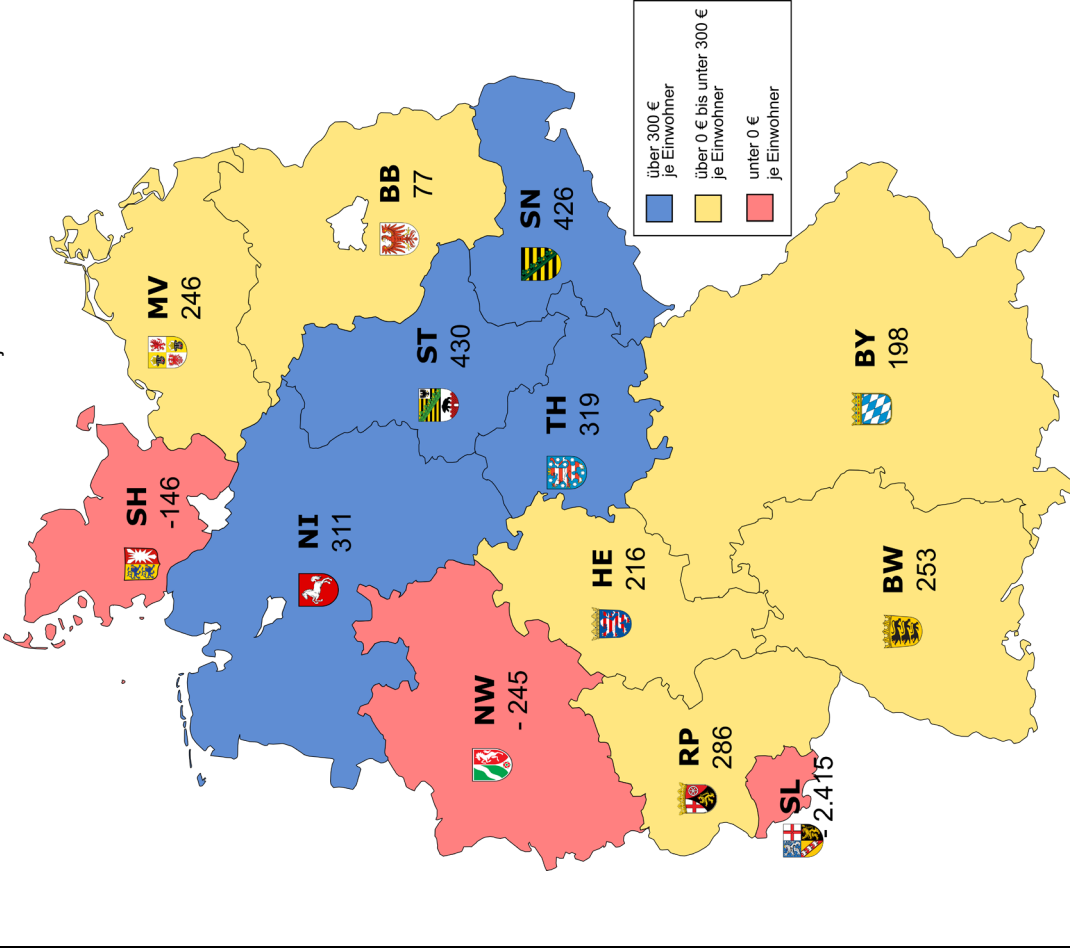 SH
-146
MV
246
NI
311
BB
77
ST
430
NW
- 245
SN
426
TH
319
HE
216
RP
286
SL
- 2.415
BY
198
BW
253
über 300 €
je Einwohner
über 0 € bis unter 300 €
je Einwohner
unter 0 €
je Einwohner